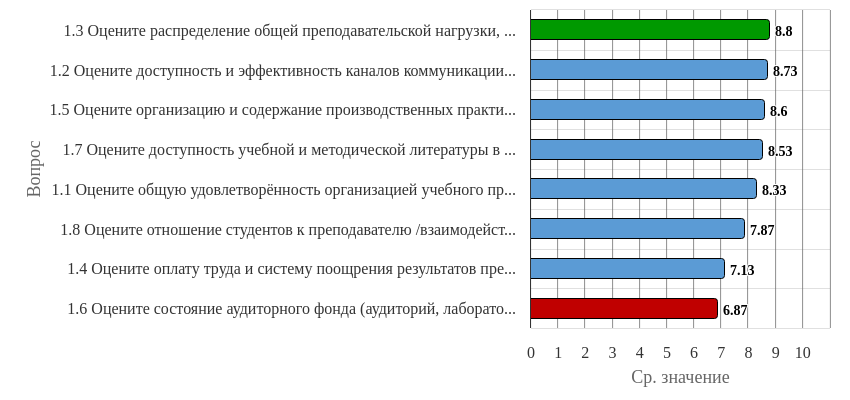 1.3 Оцените распределение общей преподавательской нагрузки, ...
8.8
1.2 Оцените доступность и эффективность каналов коммуникации...
8.73
1.5 Оцените организацию и содержание производственных практи...
8.6
1.7 Оцените доступность учебной и методической литературы в ...
8.53
1.1 Оцените общую удовлетворённость организацией учебного пр...
8.33
1.8 Оцените отношение студентов к преподавателю /взаимодейст...
7.87
1.4 Оцените оплату труда и систему поощрения результатов пре...
7.13
1.6 Оцените состояние аудиторного фонда (аудиторий, лаборато...
6.87
Вопрос
0 1 2 3 4 5 6 7 8 9 10
Ср. значение